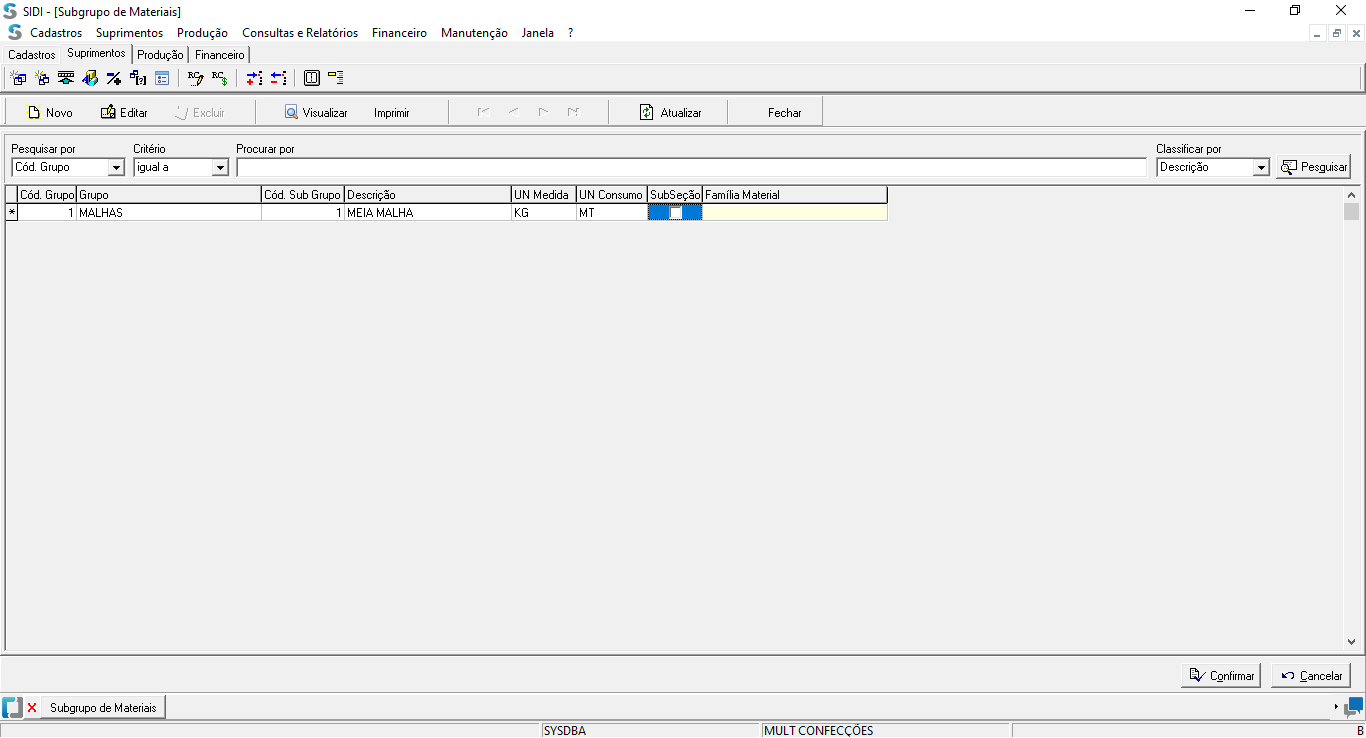 SIDI - [Subgrupo de Materiais]
Cadastros Suprimentos Produção Consultas e Relatórios Financeiro Manutenção Janela ?
Cadastros Suprimentos Produção Financeiro
Novo Editar Excluir Visualizar Imprimir Atualizar Fechar
Pesquisar por Critério Procurar por Classificar por
Cód. Grupo igual a Descrição Pesquisar
Cód. Grupo Grupo Cód. Sub Grupo Descrição UN Medida UN Consumo SubSeção Família Material
* 1 MALHAS 1 MEIA MALHA KG MT
Confirmar Cancelar
Subgrupo de Materiais
SYSDBA MULT CONFECÇÕES B